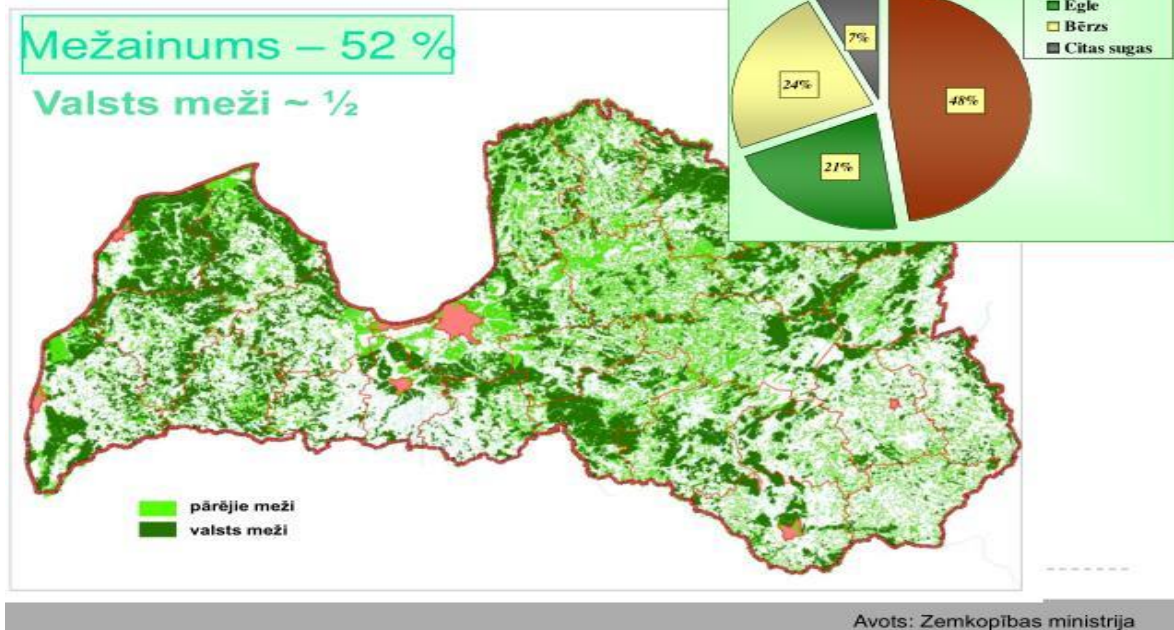 Mežainums – 52 %
Valsts meži ~ ½
Egle
Bērzs
Citas sugas
7%
24%
48%
21%
pārējie meži
valsts meži
Avots: Zemkopības ministrija